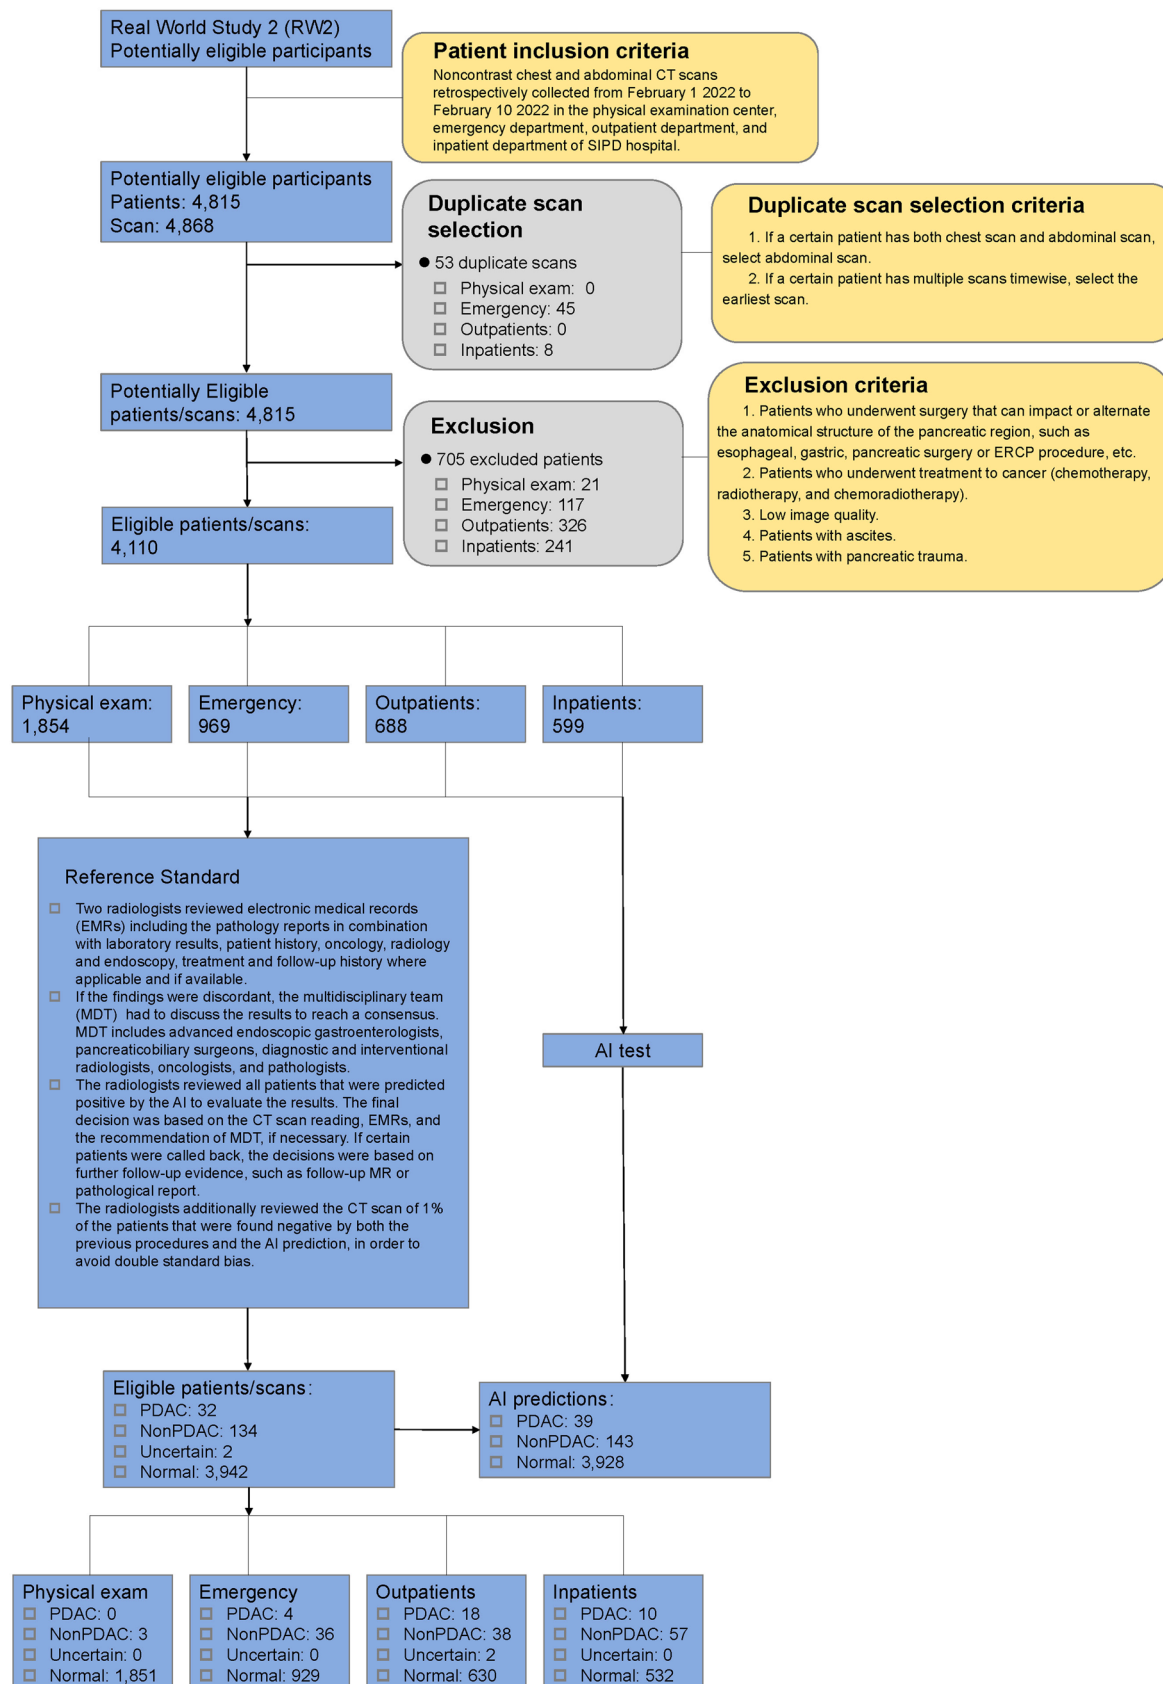 Real World Study 2 (RW2)
Potentially eligible participants
Patient inclusion criteria
Noncontrast chest and abdominal CT scans
retrospectively collected from February 1 2022 to
February 10 2022 in the physical examination center,
emergency department, outpatient department, and
inpatient department of SIPD hospital.
Potentially eligible participants
Patients: 4,815
Scan: 4,868
Duplicate scan
selection
● 53 duplicate scans
☐ Physical exam: 0
☐ Emergency: 45
☐ Outpatients: 0
☐ Inpatients: 8
Duplicate scan selection criteria
1. If a certain patient has both chest scan and abdominal scan,
select abdominal scan.
2. If a certain patient has multiple scans timewise, select the
earliest scan.
Potentially Eligible
patients/scans: 4,815
Exclusion
● 705 excluded patients
☐ Physical exam: 21
☐ Emergency: 117
☐ Outpatients: 326
☐ Inpatients: 241
Exclusion criteria
1. Patients who underwent surgery that can impact or alternate
the anatomical structure of the pancreatic region, such as
esophageal, gastric, pancreatic surgery or ERCP procedure, etc.
2. Patients who underwent treatment to cancer (chemotherapy,
radiotherapy, and chemoradiotherapy).
3. Low image quality.
4. Patients with ascites.
5. Patients with pancreatic trauma.
Eligible patients/scans:
4,110
Physical exam:
1,854
Emergency:
969
Outpatients:
688
Inpatients:
599
Reference Standard
☐ Two radiologists reviewed electronic medical records
(EMRs) including the pathology reports in combination
with laboratory results, patient history, oncology, radiology
and endoscopy, treatment and follow-up history where
applicable and if available.
☐ If the findings were discordant, the multidisciplinary team
(MDT) had to discuss the results to reach a consensus.
MDT includes advanced endoscopic gastroenterologists,
pancreaticobiliary surgeons, diagnostic and interventional
radiologists, oncologists, and pathologists.
☐ The radiologists reviewed all patients that were predicted
positive by the AI to evaluate the results. The final
decision was based on the CT scan reading, EMRs, and
the recommendation of MDT, if necessary. If certain
patients were called back, the decisions were based on
further follow-up evidence, such as follow-up MR or
pathological report.
☐ The radiologists additionally reviewed the CT scan of 1%
of the patients that were found negative by both the
previous procedures and the AI prediction, in order to
avoid double standard bias.
AI test
Eligible patients/scans:
☐ PDAC: 32
☐ NonPDAC: 134
☐ Uncertain: 2
☐ Normal: 3,942
AI predictions:
☐ PDAC: 39
☐ NonPDAC: 143
☐ Normal: 3,928
Physical exam
☐ PDAC: 0
☐ NonPDAC: 3
☐ Uncertain: 0
☐ Normal: 1,851
Emergency
☐ PDAC: 4
☐ NonPDAC: 36
☐ Uncertain: 0
☐ Normal: 929
Outpatients
☐ PDAC: 18
☐ NonPDAC: 38
☐ Uncertain: 2
☐ Normal: 630
Inpatients
☐ PDAC: 10
☐ NonPDAC: 57
☐ Uncertain: 0
☐ Normal: 532